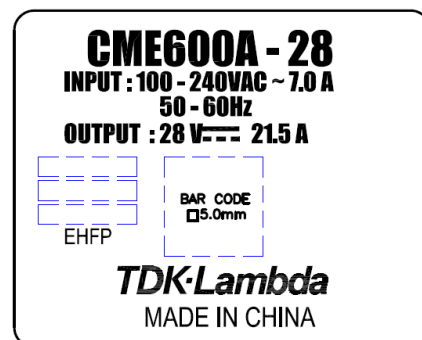 CME600A - 28
INPUT : 100 - 240VAC ~ 7.0 A
50 - 60Hz
OUTPUT : 28 V⎓ 21.5 A
BAR CODE
□5.0mm
EHFP
TDK·Lambda
MADE IN CHINA